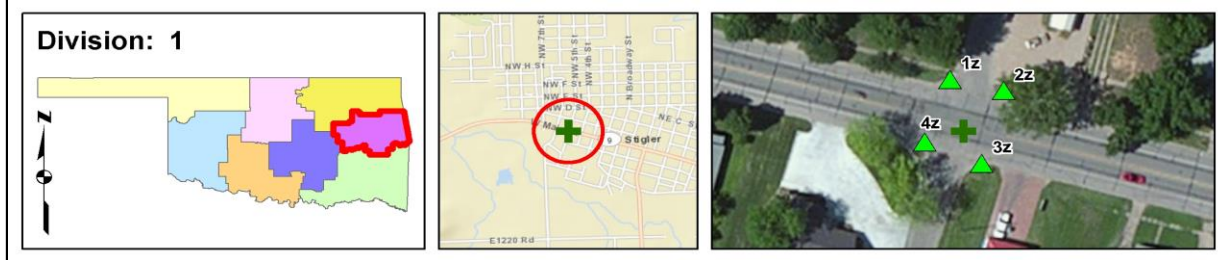 Division: 1
Z
NW 7th St
NW 5th St
NW 4th St
N Broadway St
NW H St
NW F St
NW E St
NW D St
NE C S
W Ma
9
Stigler
E1220 Rd
1z
2z
4z
3z